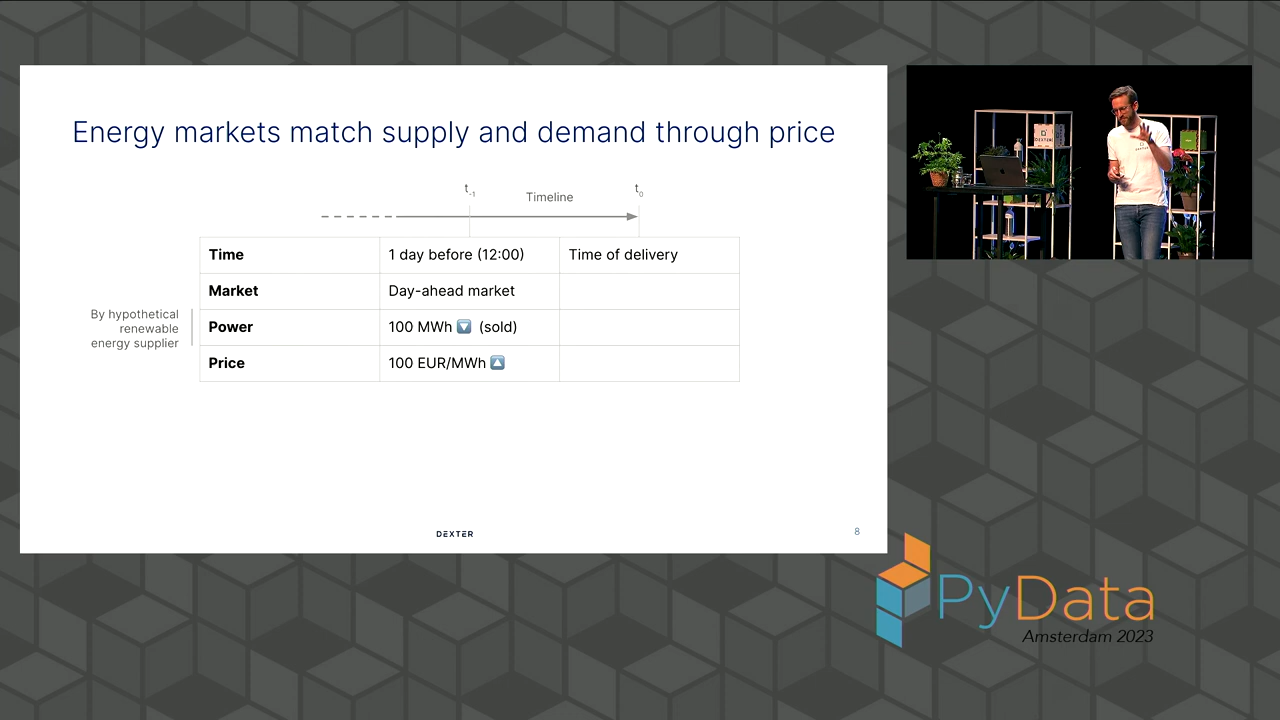 Energy markets match supply and demand through price
t-1
Timeline
t0
Time
1 day before (12:00)
Time of delivery
Market
Day-ahead market
By hypothetical
renewable
energy supplier
Power
100 MWh 🔽 (sold)
Price
100 EUR/MWh 🔼
DEXTER
8
PyData
Amsterdam 2023